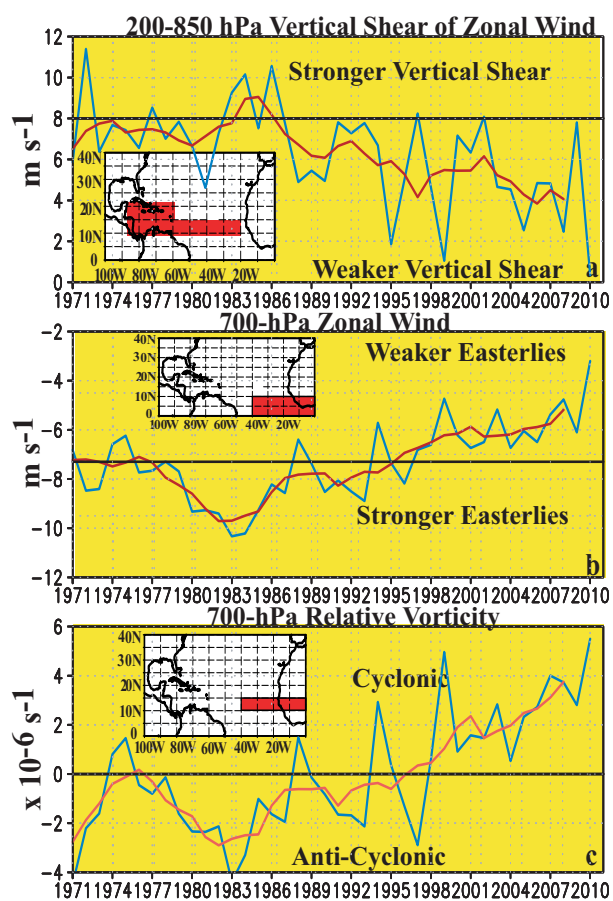 200-850 hPa Vertical Shear of Zonal Wind
12
10
8
6
4
2
0
m s-1
Stronger Vertical Shear
40N
30N
20N
10N
0
100W 80W 60W 40W 20W
Weaker Vertical Shear
a
1971 1974 1977 1980 1983 1986 1989 1992 1995 1998 2001 2004 2007 2010
700-hPa Zonal Wind
-2
-4
-6
-8
-10
-12
m s-1
40N
30N
20N
10N
0
100W 80W 60W 40W 20W
Weaker Easterlies
Stronger Easterlies
b
1971 1974 1977 1980 1983 1986 1989 1992 1995 1998 2001 2004 2007 2010
700-hPa Relative Vorticity
6
4
2
0
-2
-4
x 10-6 s-1
40N
30N
20N
10N
0
100W 80W 60W 40W 20W
Cyclonic
Anti-Cyclonic
c
1971 1974 1977 1980 1983 1986 1989 1992 1995 1998 2001 2004 2007 2010